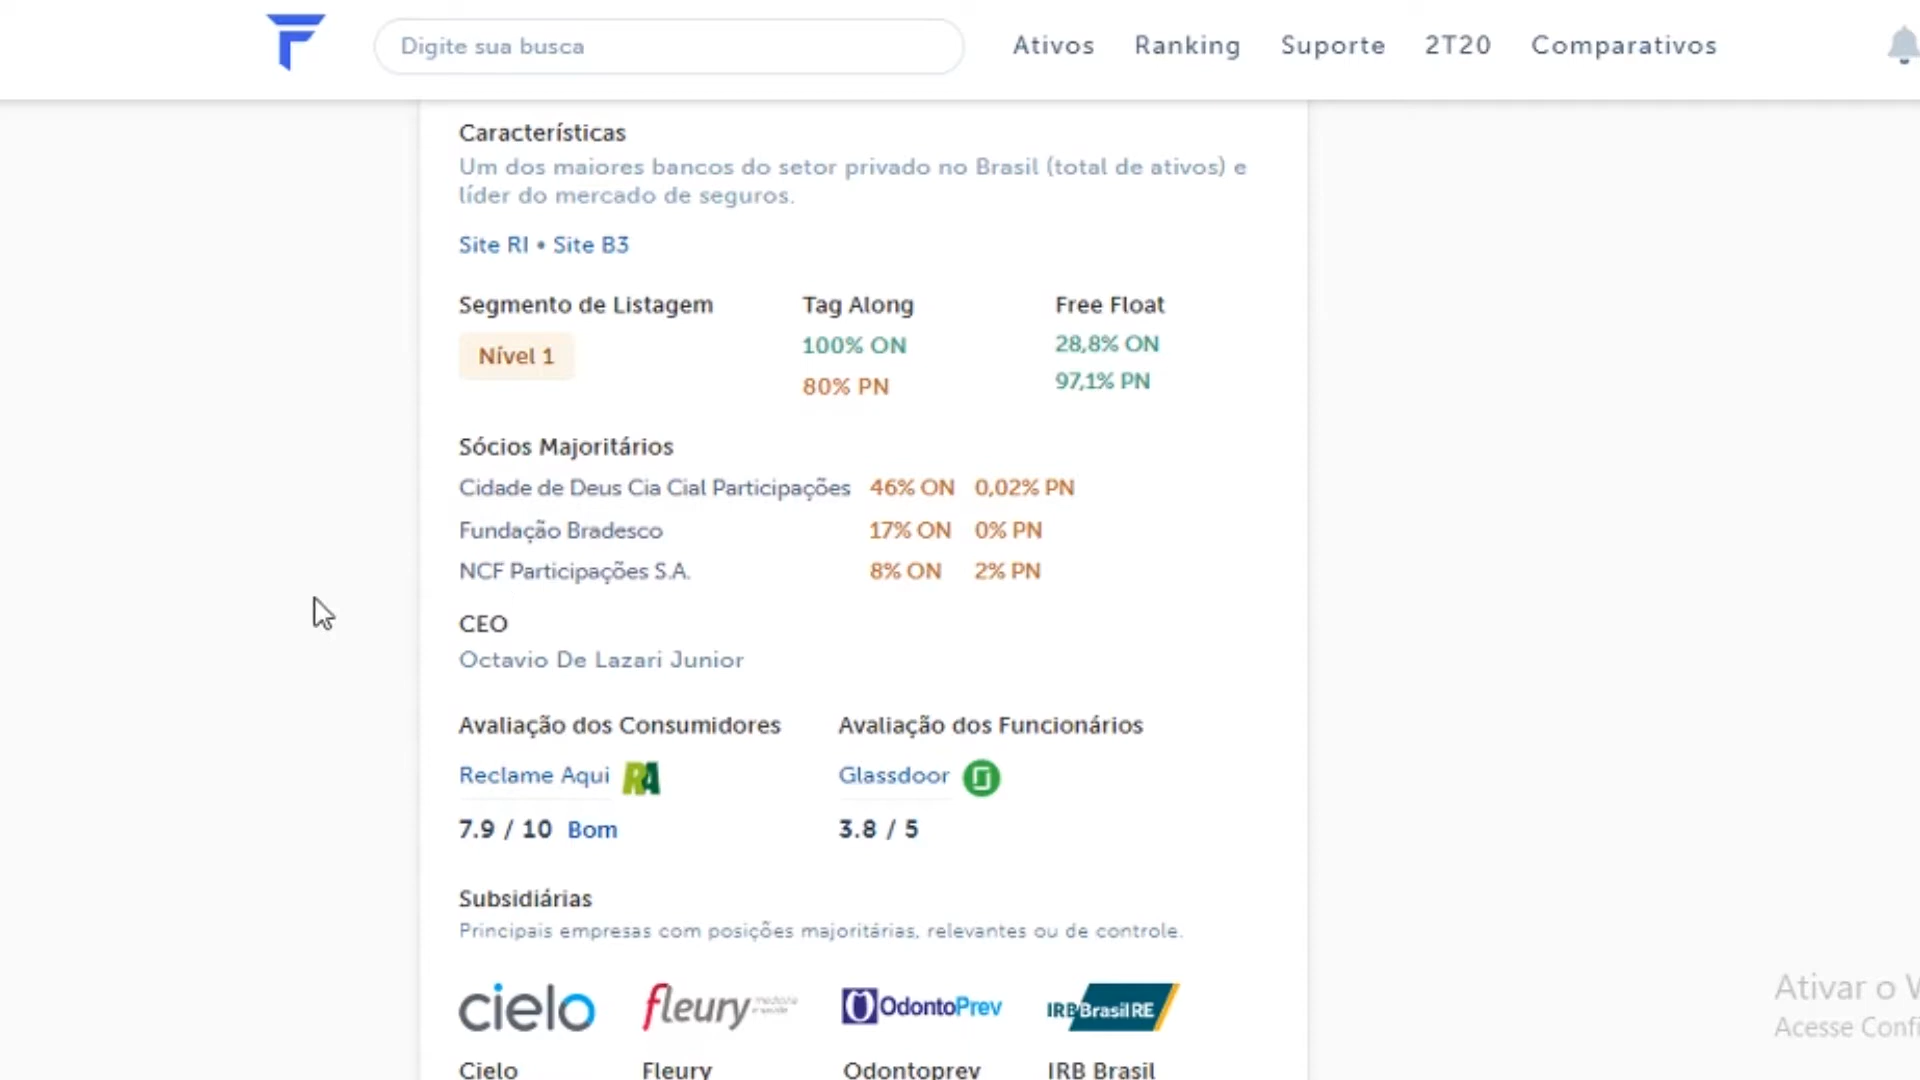 Digite sua busca
Ativos Ranking Suporte 2T20 Comparativos
Características
Um dos maiores bancos do setor privado no Brasil (total de ativos) e
líder do mercado de seguros.
Site RI • Site B3
Segmento de Listagem Tag Along Free Float
Nível 1 100% ON 28,8% ON
80% PN 97,1% PN
Sócios Majoritários
Cidade de Deus Cia Cial Participações 46% ON 0,02% PN
Fundação Bradesco 17% ON 0% PN
NCF Participações S.A. 8% ON 2% PN
CEO
Octavio De Lazari Junior
Avaliação dos Consumidores Avaliação dos Funcionários
Reclame Aqui RA Glassdoor
7.9 / 10 Bom 3.8 / 5
Subsidiárias
Principais empresas com posições majoritárias, relevantes ou de controle.
cielo fleury OdontoPrev IRB Brasil RE
Cielo Fleury Odontoprev IRB Brasil
Ativar o
Acesse